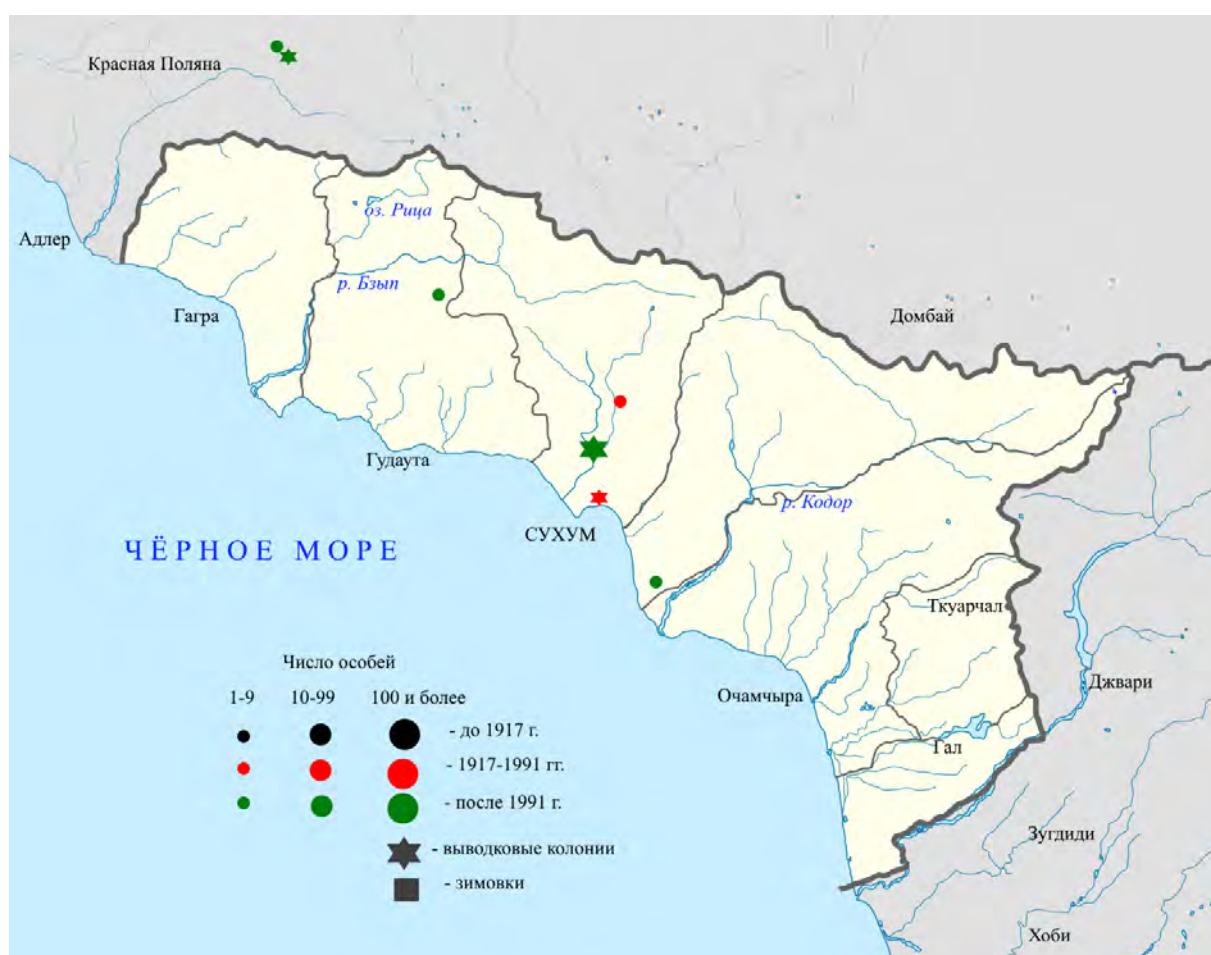 Красная Поляна
оз. Рица
Адлер
р. Бзып
Гагра
Домбай
Гудаута
р. Кодор
СУХУМ
ЧЁРНОЕ МОРЕ
Ткуарчал
Джвари
Очамчыра
Гал
Зугдиди
Хоби
Число особей
1-9 10-99 100 и более
- до 1917 г.
- 1917-1991 гг.
- после 1991 г.
- выводковые колонии
- зимовки